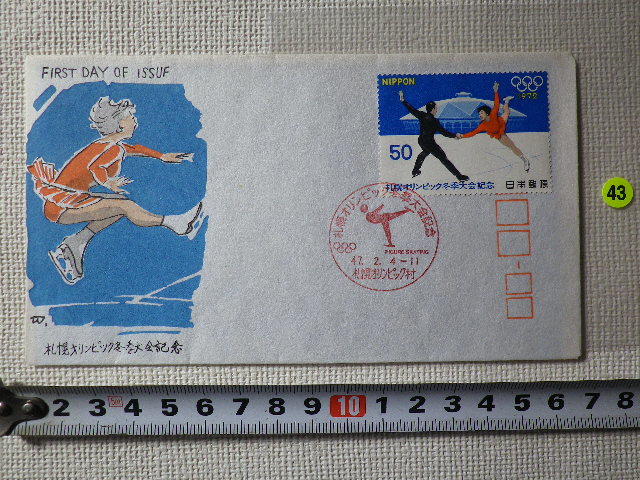 FIRST DAY OF ISSUE
NIPPON
1972
50
札幌オリンピック冬季大会記念
日本郵便
43
札幌オリンピック冬季大会記念
FIGURE SKATING
47. 2. 4-11
札幌オリンピック村
W.
札幌オリンピック冬季大会記念
2 3 4 5 6 7 8 9 10 1 2 3 4 5 6 7 8